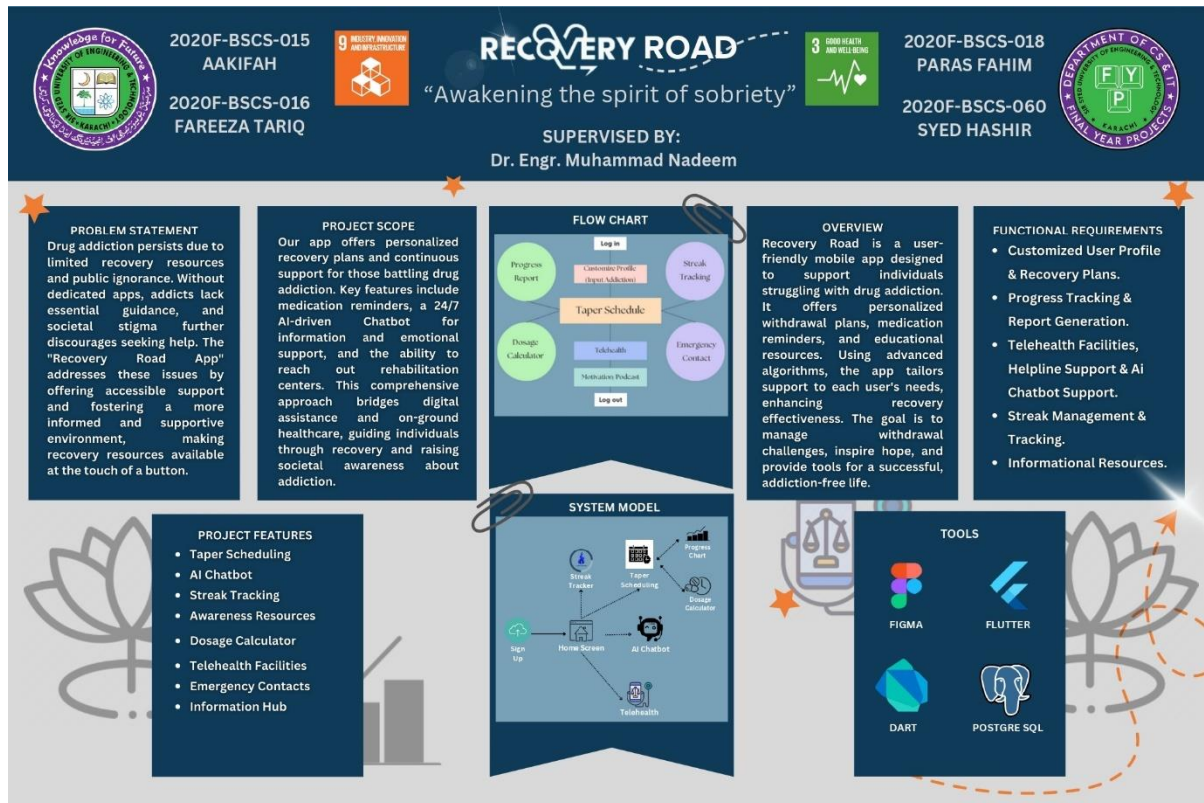 Knowledge for Future
SIR SYED UNIVERSITY OF ENGINEERING & TECHNOLOGY
KARACHI
2020F-BSCS-015
AAKIFAH
2020F-BSCS-016
FAREEZA TARIQ
9 INDUSTRY, INNOVATION
AND INFRASTRUCTURE
RECOVERY ROAD
“Awakening the spirit of sobriety”
SUPERVISED BY:
Dr. Engr. Muhammad Nadeem
3 GOOD HEALTH
AND WELL-BEING
2020F-BSCS-018
PARAS FAHIM
2020F-BSCS-060
SYED HASHIR
DEPARTMENT OF CS & IT
SIR SYED UNIVERSITY OF ENGINEERING & TECHNOLOGY
F Y
P
KARACHI
FINAL YEAR PROJECTS
PROBLEM STATEMENT
Drug addiction persists due to
limited recovery resources
and public ignorance. Without
dedicated apps, addicts lack
essential guidance, and
societal stigma further
discourages seeking help. The
"Recovery Road App"
addresses these issues by
offering accessible support
and fostering a more
informed and supportive
environment, making
recovery resources available
at the touch of a button.
PROJECT SCOPE
Our app offers personalized
recovery plans and continuous
support for those battling drug
addiction. Key features include
medication reminders, a 24/7
AI-driven Chatbot for
information and emotional
support, and the ability to
reach out rehabilitation
centers. This comprehensive
approach bridges digital
assistance and on-ground
healthcare, guiding individuals
through recovery and raising
societal awareness about
addiction.
FLOW CHART
Log in
Progress
Report
Customize Profile
(Input Addiction)
Streak
Tracking
Taper Schedule
Dosage
Calculator
Telehealth
Emergency
Contact
Motivation Podcast
Log out
OVERVIEW
Recovery Road is a user-
friendly mobile app designed
to support individuals
struggling with drug addiction.
It offers personalized
withdrawal plans, medication
reminders, and educational
resources. Using advanced
algorithms, the app tailors
support to each user's needs,
enhancing recovery
effectiveness. The goal is to
manage withdrawal
challenges, inspire hope, and
provide tools for a successful,
addiction-free life.
FUNCTIONAL REQUIREMENTS
• Customized User Profile
& Recovery Plans.
• Progress Tracking &
Report Generation.
• Telehealth Facilities,
Helpline Support & Ai
Chatbot Support.
• Streak Management &
Tracking.
• Informational Resources.
PROJECT FEATURES
• Taper Scheduling
• AI Chatbot
• Streak Tracking
• Awareness Resources
• Dosage Calculator
• Telehealth Facilities
• Emergency Contacts
• Information Hub
SYSTEM MODEL
Streak
Tracker
Taper
Scheduling
Progress
Chart
Dosage
Calculator
Sign
Up
Home Screen
AI Chatbot
Telehealth
TOOLS
FIGMA
FLUTTER
DART
POSTGRE SQL